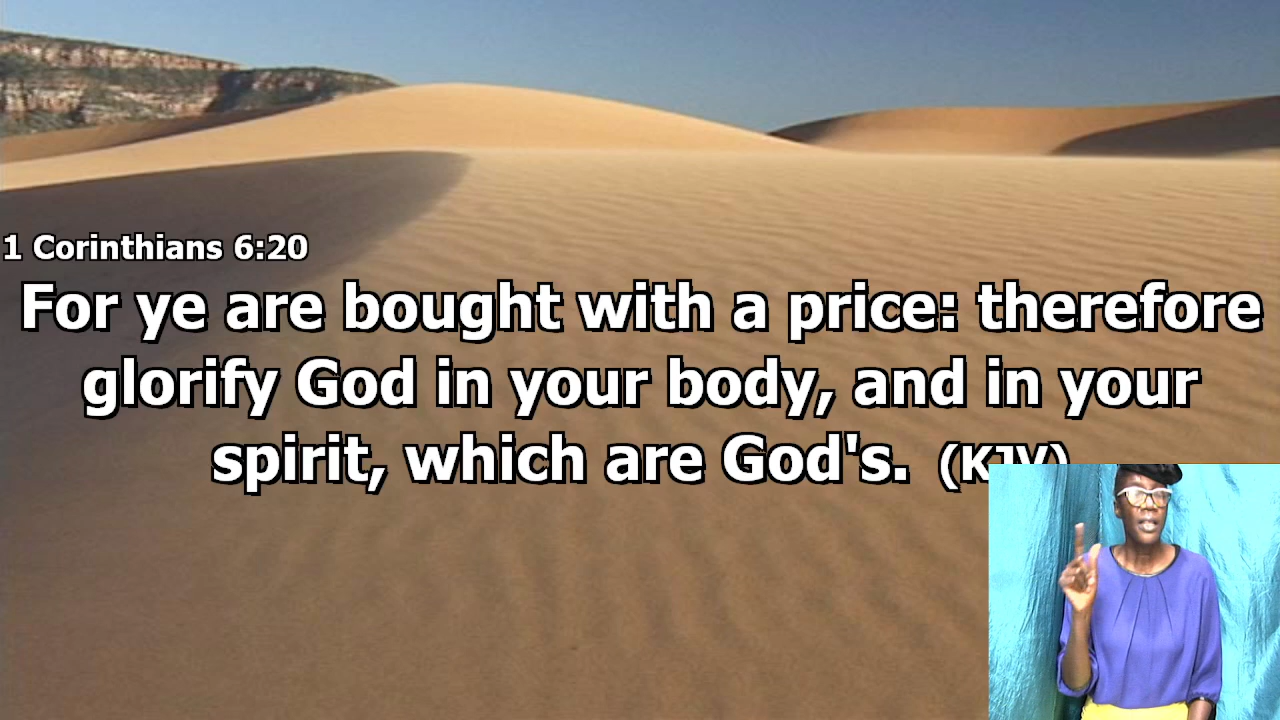 1 Corinthians 6:20
For ye are bought with a price: therefore
glorify God in your body, and in your
spirit, which are God's. (KJV)